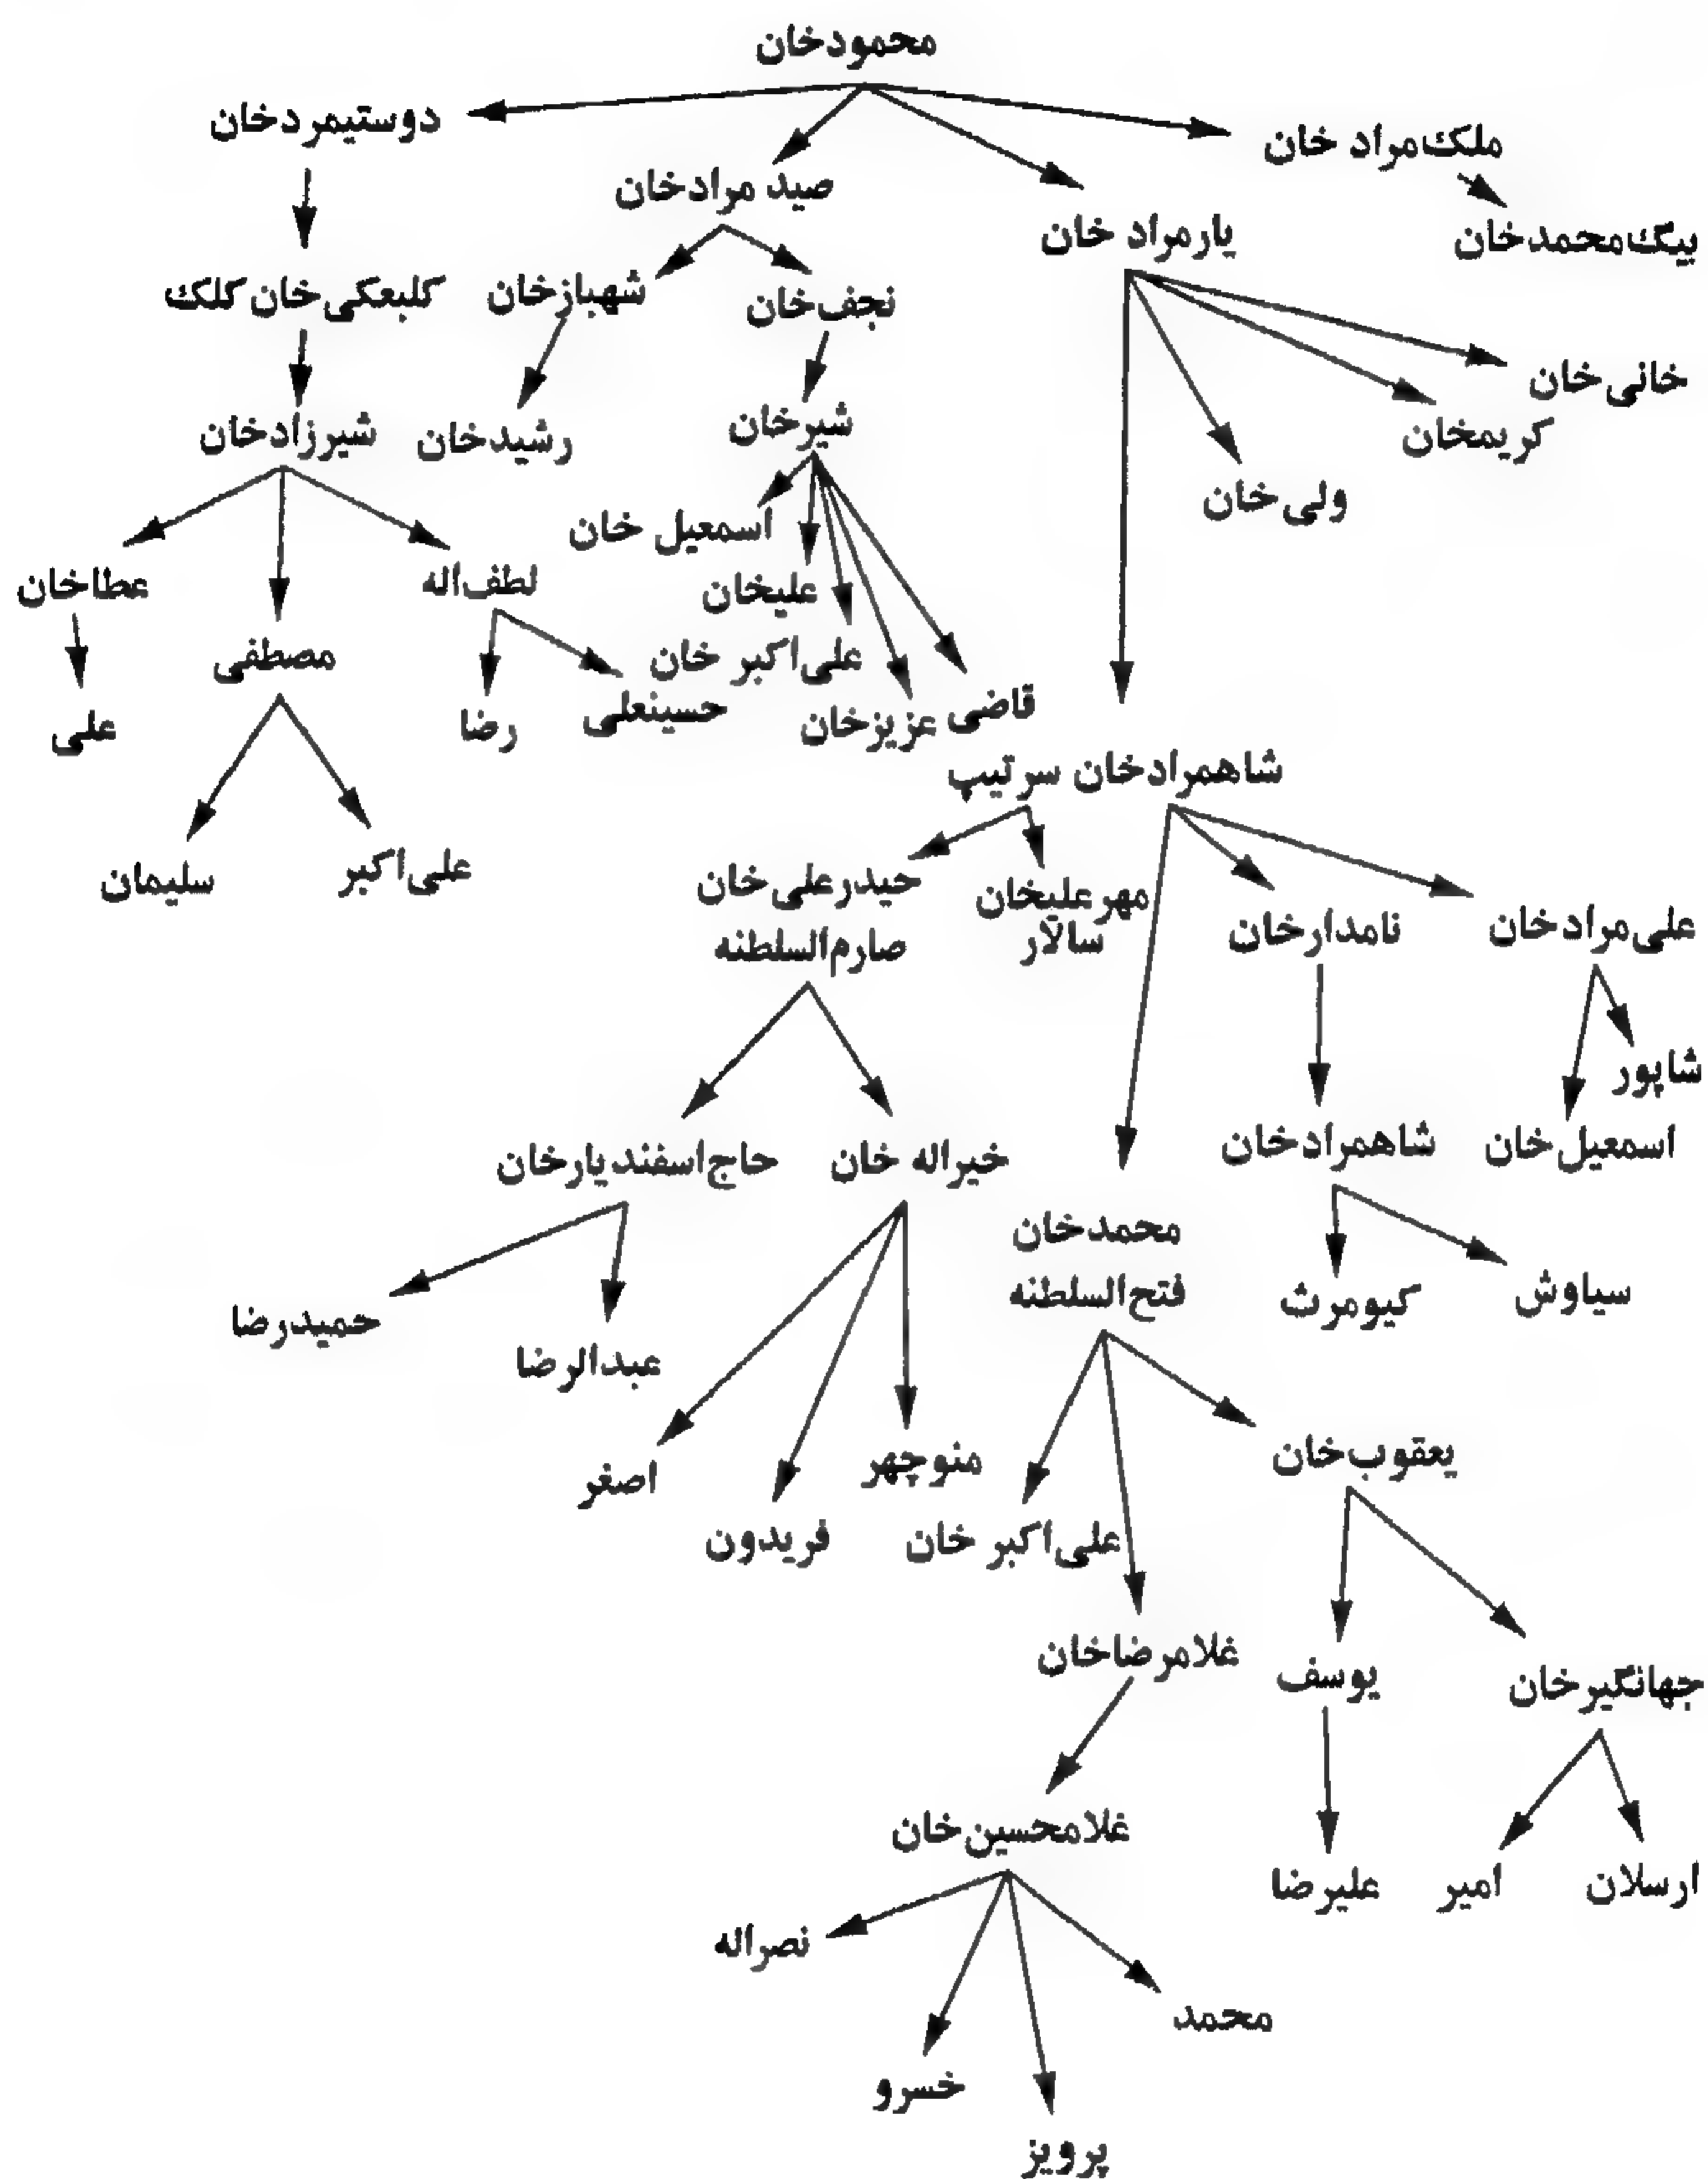 محمودخان
ملک‌مراد خان
یارمراد خان
صید مرادخان
دوستیمردخان
بیگ‌محمدخان
نجف‌خان
شهبازخان
کلبعکی‌خان کلک
خانی‌خان
کریمخان
ولی‌خان
شیرخان
رشیدخان
شیرزادخان
اسمعیل خان
علیخان
علی‌اکبر خان
عزیزخان
قاضی
لطف‌اله
مصطفی
عطاخان
حسینعلی
رضا
علی
علی‌اکبر
سلیمان
شاهمرادخان سرتیپ
علی‌مرادخان
نامدارخان
مهرعلیخان
سالار
حیدرعلی‌خان
صارم‌السلطنه
شاپور
اسمعیل‌خان
شاهمرادخان
محمدخان
فتح‌السلطنه
خیراله خان
حاج‌اسفندیارخان
سیاوش
کیومرث
عبدالرضا
حمیدرضا
منوچهر
فریدون
اصغر
یعقوب‌خان
علی‌اکبر خان
غلامرضاخان
جهانگیرخان
یوسف
ارسلان
امیر
علیرضا
غلامحسین‌خان
محمد
پرویز
خسرو
نصراله